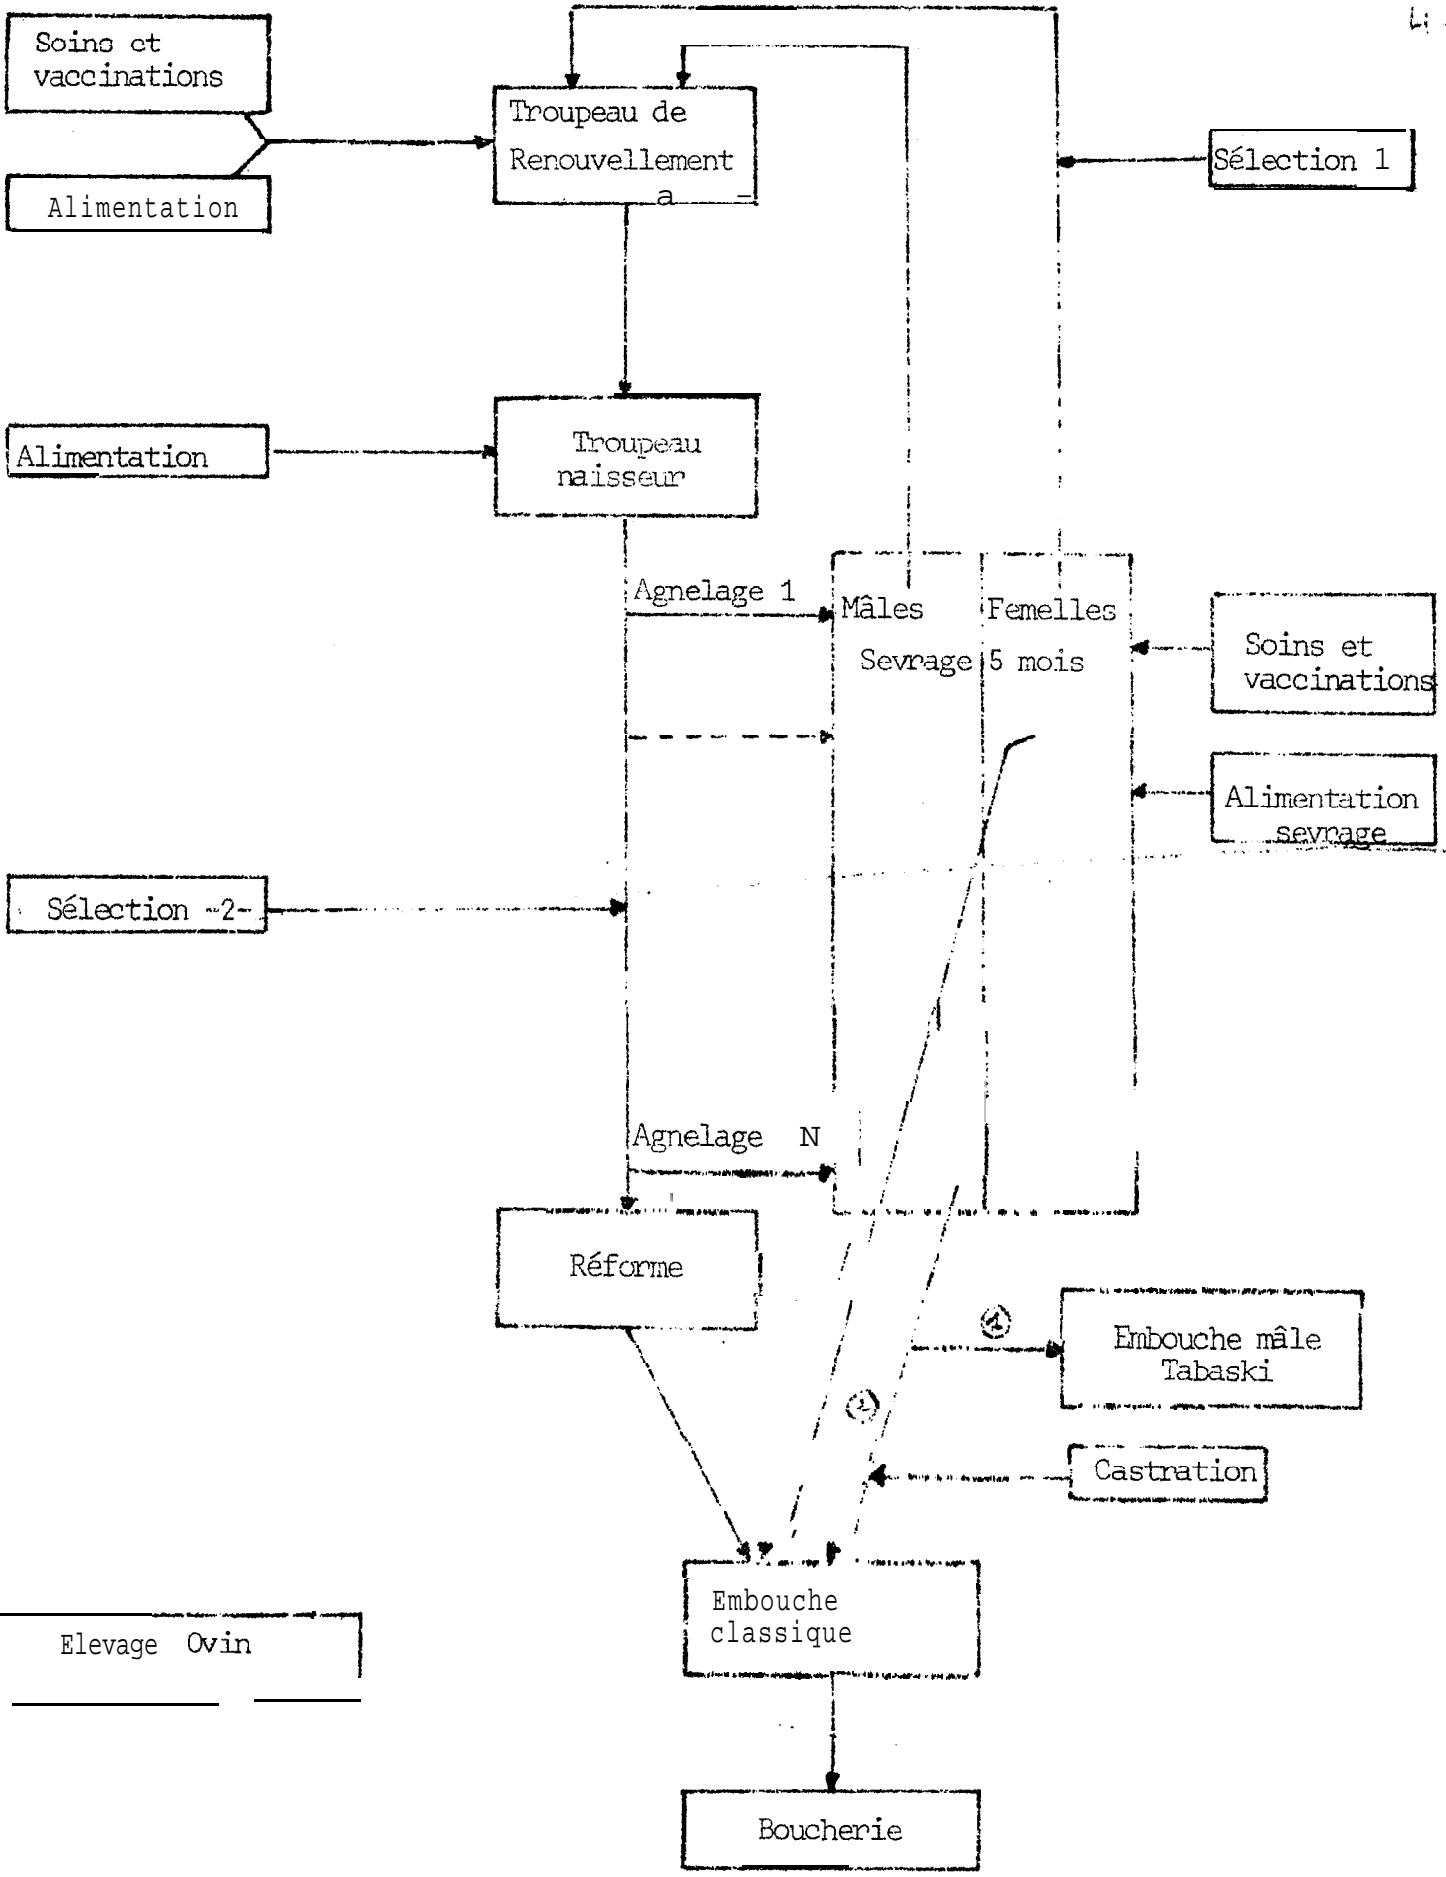 Soins et
vaccinations
Troupeau de
Renouvellement
a -
Sélection 1
Alimentation
Alimentation
Troupeau
naisseur
Agnelage 1
Mâles
Femelles
Sevrage 5 mois
Soins et
vaccinations
Alimentation
sevrage
Sélection -2-
Agnelage N
Réforme
Embouche mâle
Tabaski
Castration
Embouche
classique
Elevage Ovin
Boucherie